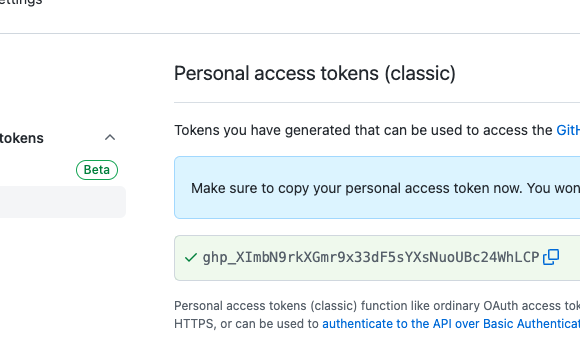 ettings
Personal access tokens (classic)
Tokens you have generated that can be used to access the GitH
tokens
Beta
Make sure to copy your personal access token now. You won
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
Personal access tokens (classic) function like ordinary OAuth access tok
HTTPS, or can be used to authenticate to the API over Basic Authenticat